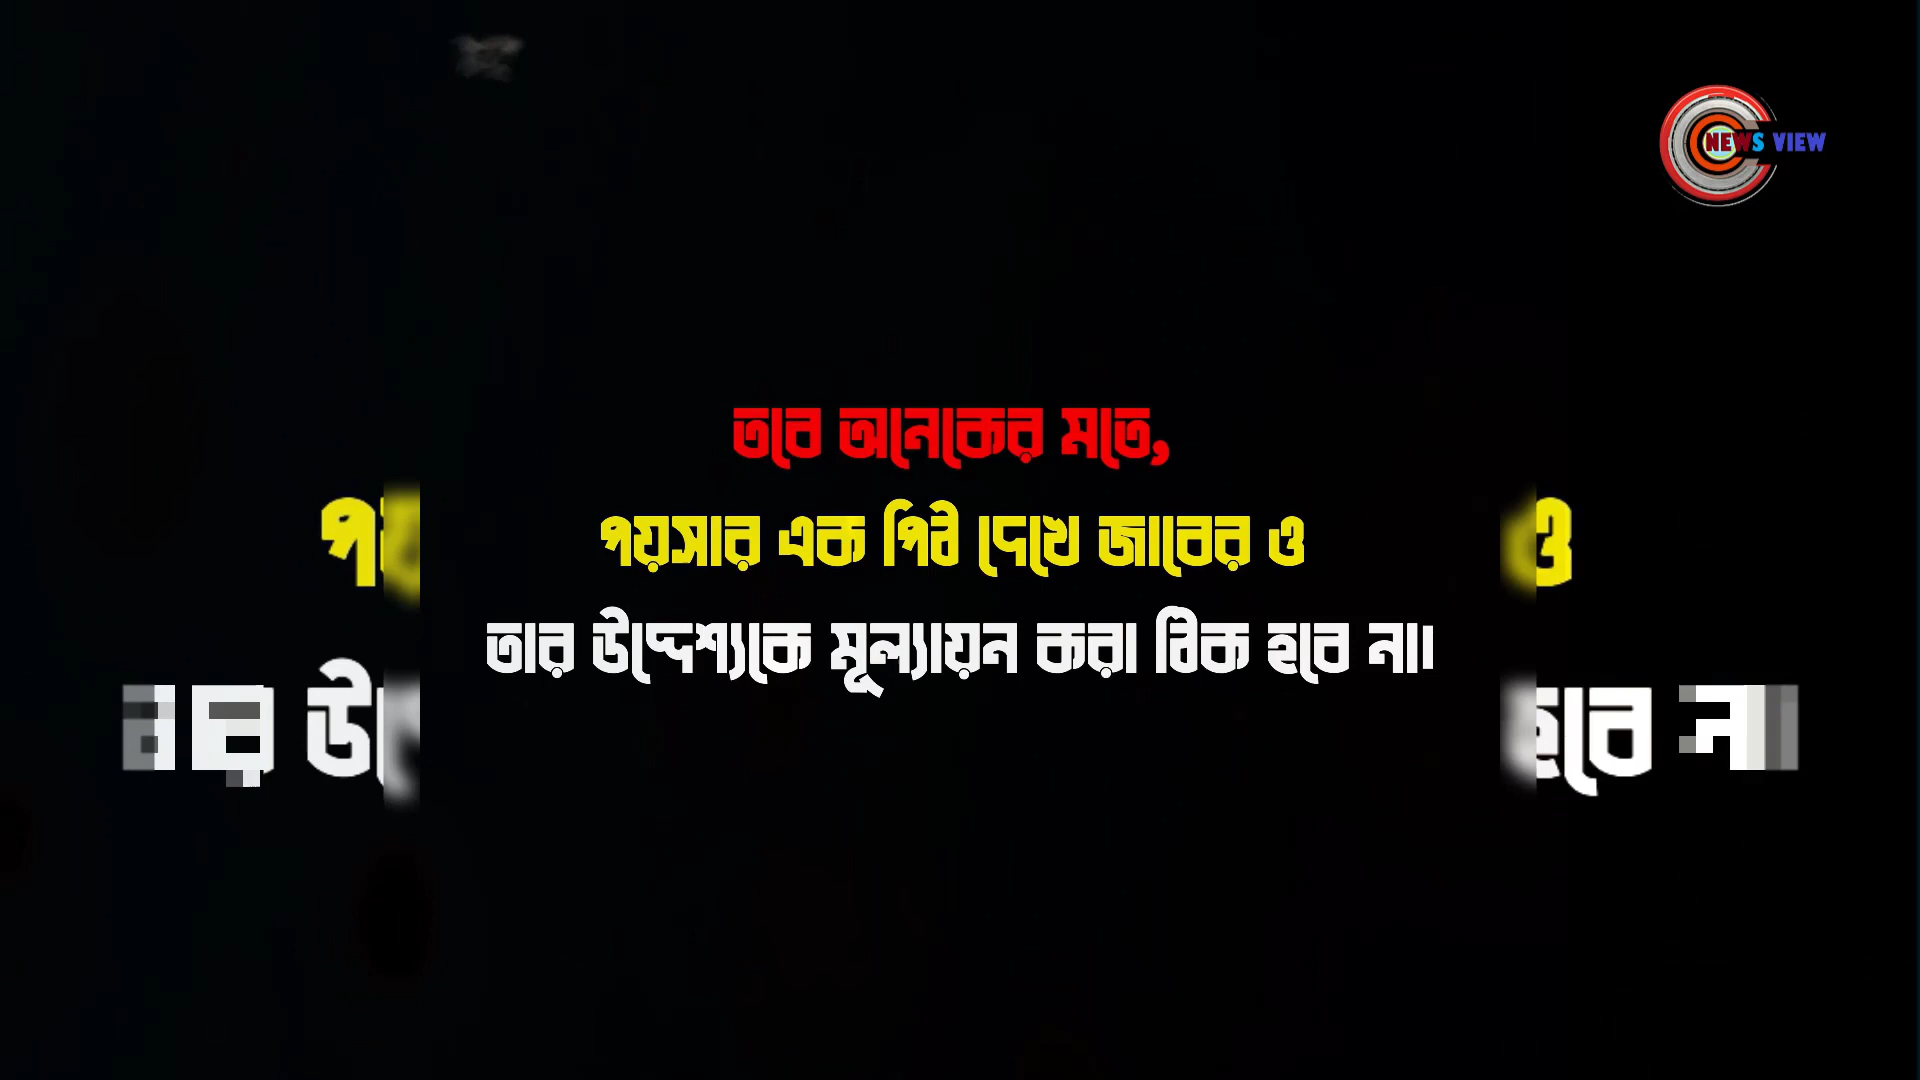 NEWS VIEW
তবে অনেকের মতে,
পয়সার এক পিঠ দেখে জাবের ও
তার উদ্দেশ্যকে মূল্যায়ন করা ঠিক হবে না।